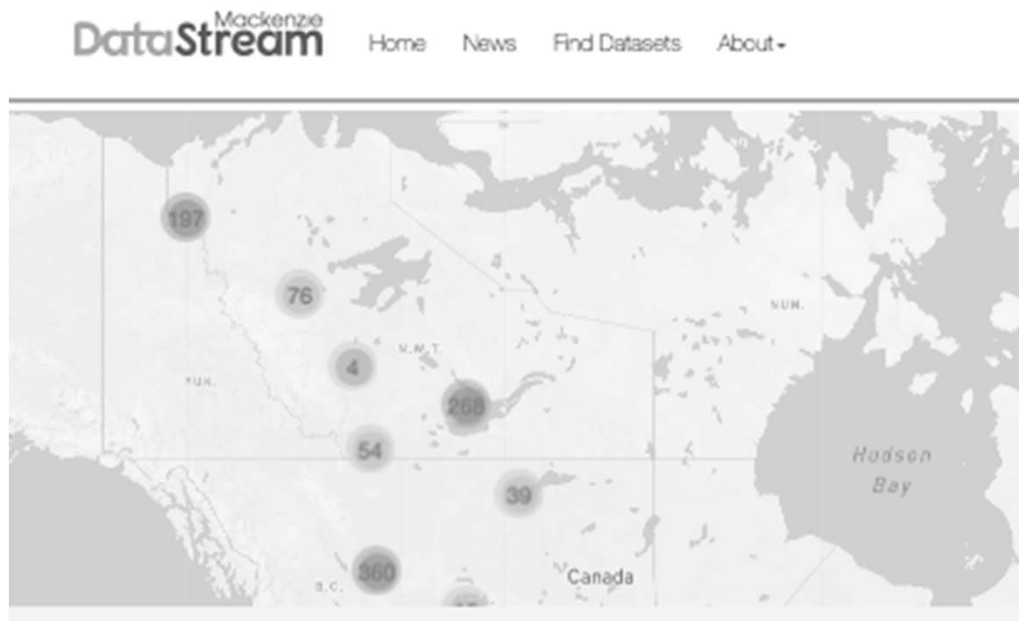 Mackenzie
DataStream
Home News Find Datasets About
197
76
NUN.
N.W.T.
4
YUK.
268
54
Hudson
Bay
39
360
Canada
B.C.